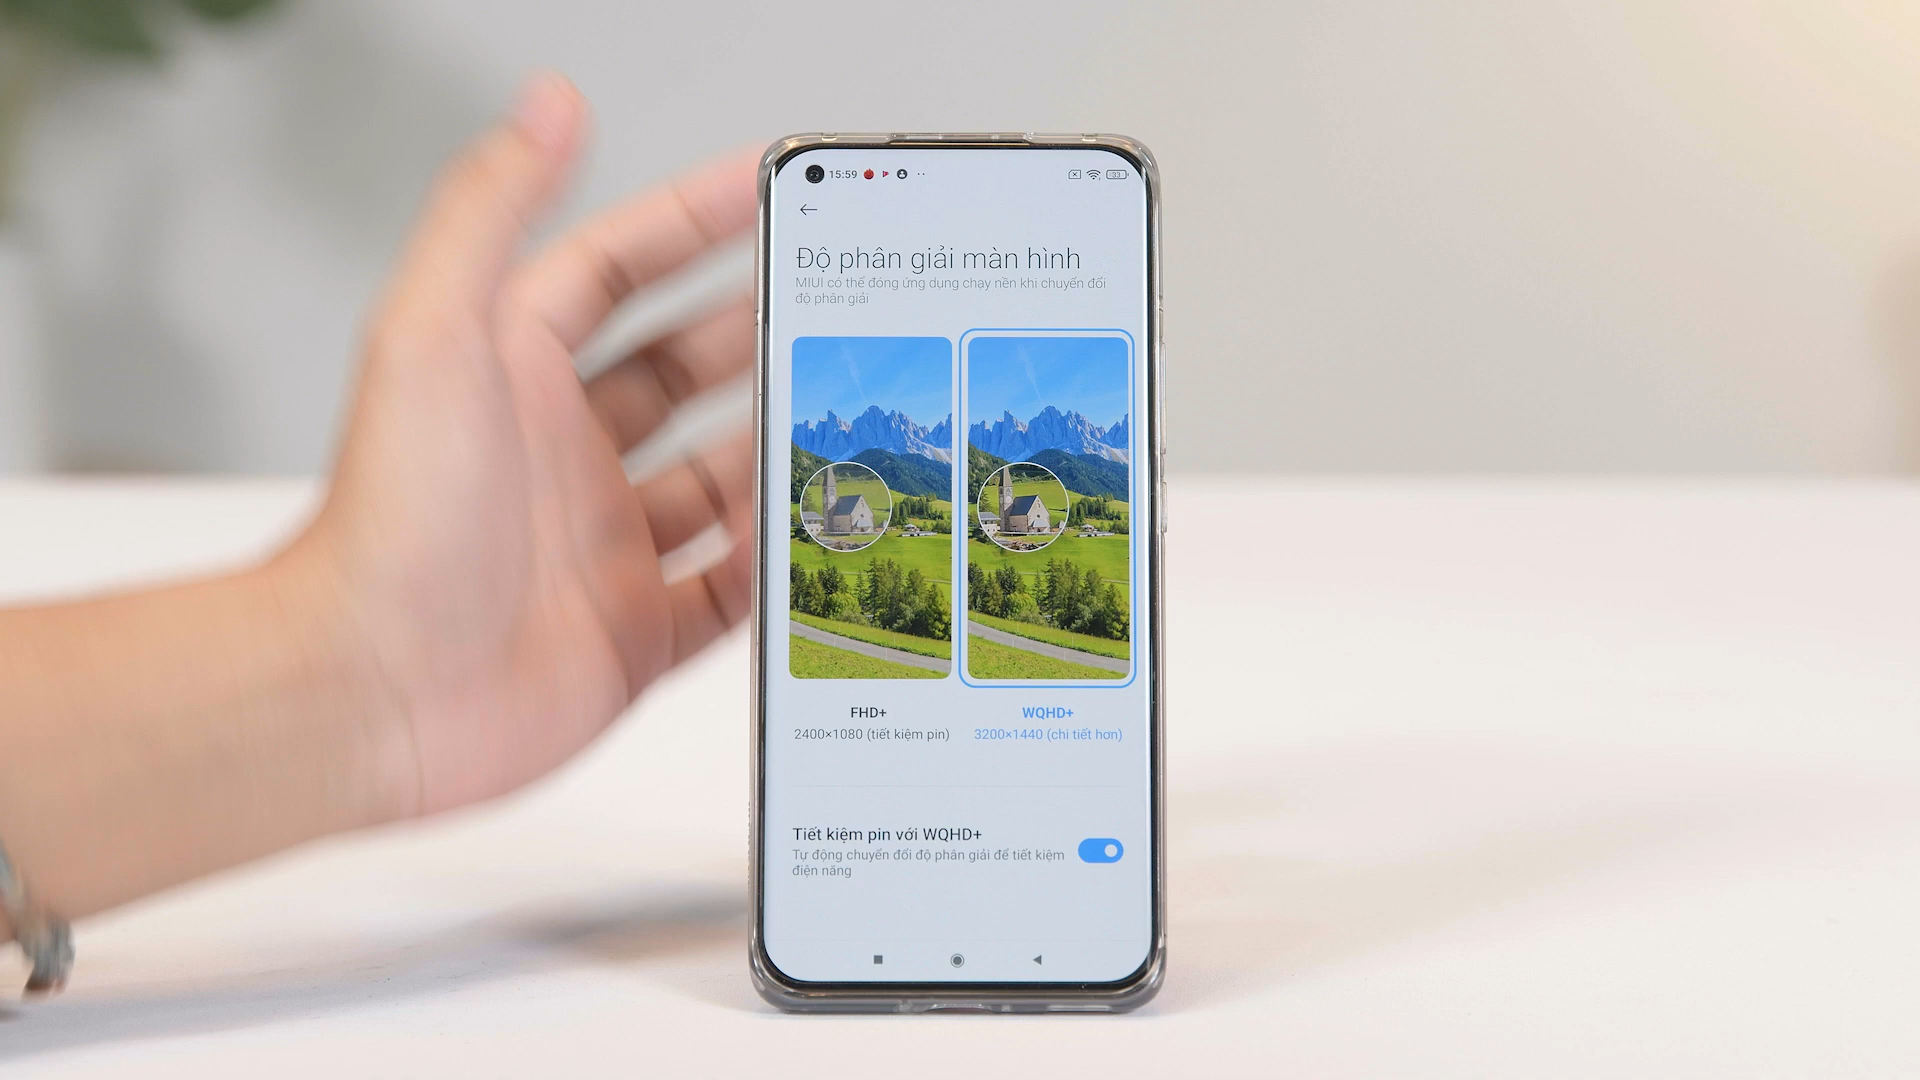 15:59
33
Độ phân giải màn hình
MIUI có thể đóng ứng dụng chạy nền khi chuyển đổi
độ phân giải
FHD+
2400×1080 (tiết kiệm pin)
WQHD+
3200×1440 (chi tiết hơn)
Tiết kiệm pin với WQHD+
Tự động chuyển đổi độ phân giải để tiết kiệm
điện năng